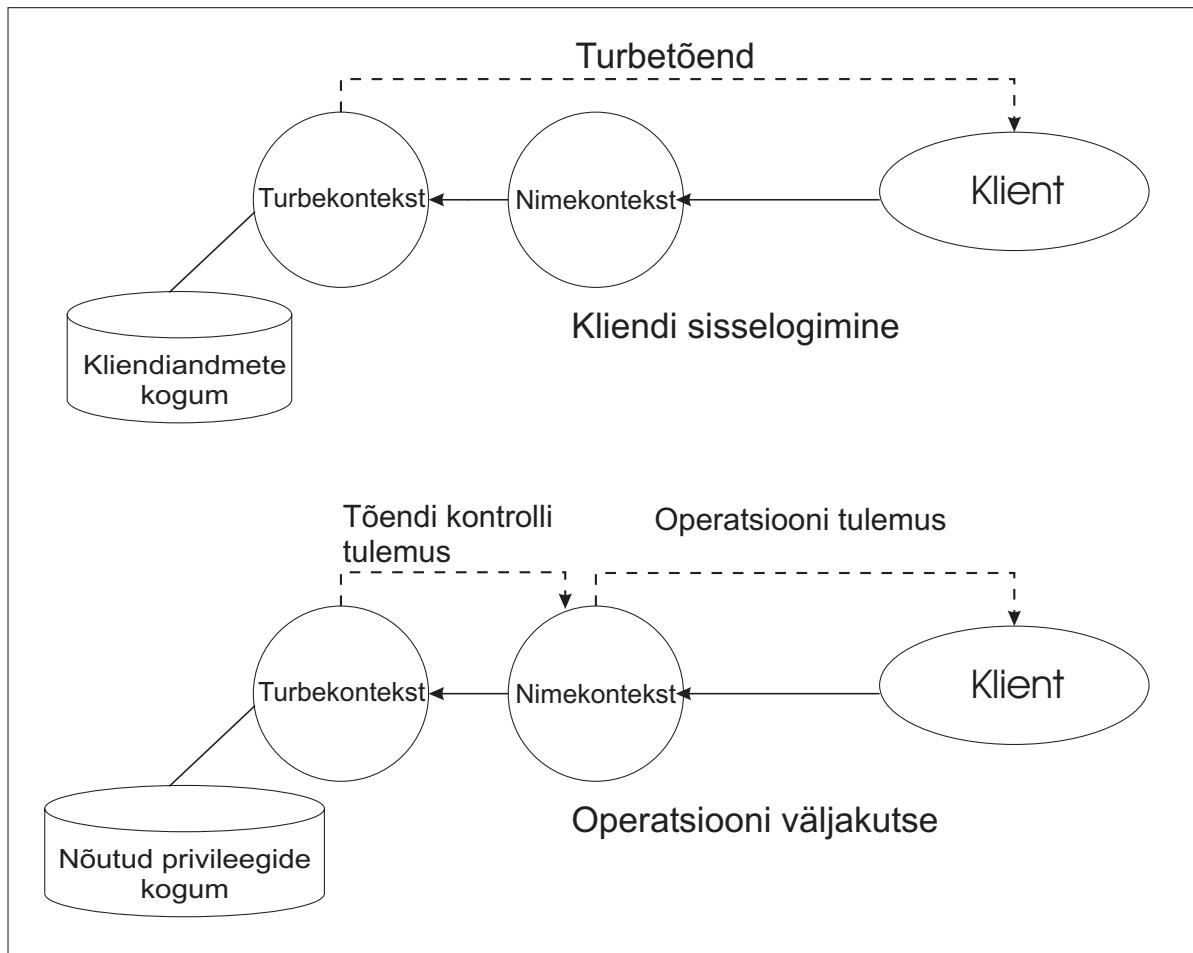 Turbetõend
Turbekontekst
Nimekontekst
Klient
Kliendi sisselogimine
Kliendiandmete
kogum
Tõendi kontrolli
tulemus
Operatsiooni tulemus
Turbekontekst
Nimekontekst
Klient
Operatsiooni väljakutse
Nõutud privileegide
kogum